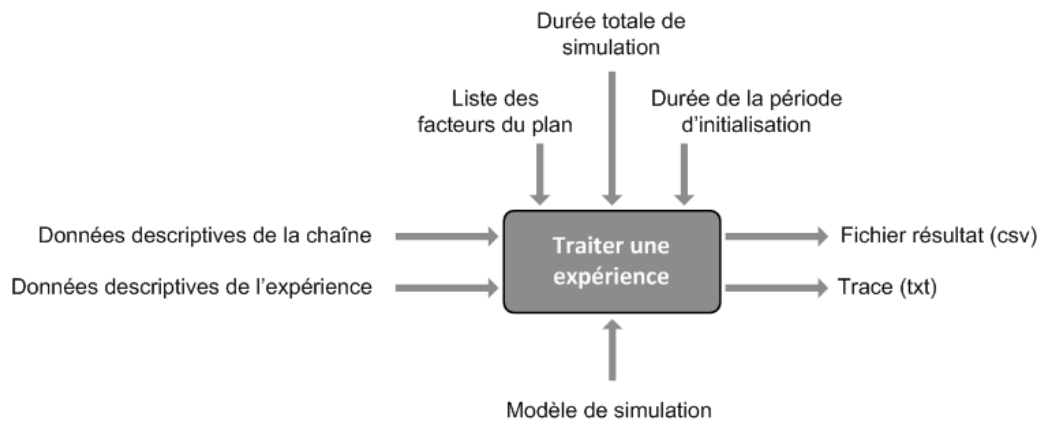 Durée totale de
simulation
Liste des
facteurs du plan
Durée de la période
d'initialisation
Données descriptives de la chaîne
Données descriptives de l'expérience
Traiter une
expérience
Fichier résultat (csv)
Trace (txt)
Modèle de simulation